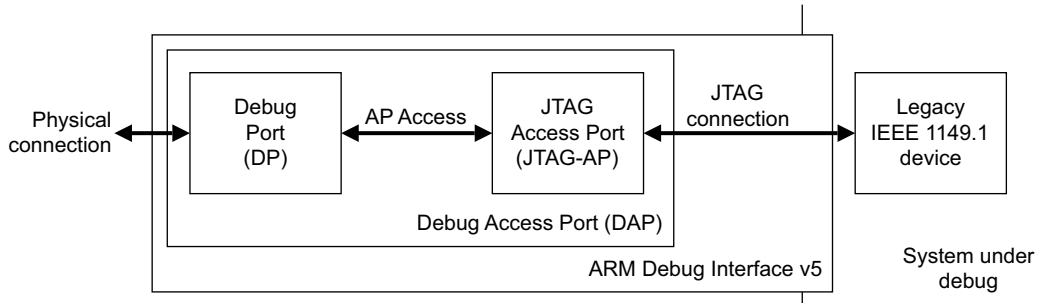 Physical
connection
Debug
Port
(DP)
AP Access
JTAG
Access Port
(JTAG-AP)
JTAG
connection
Legacy
IEEE 1149.1
device
Debug Access Port (DAP)
ARM Debug Interface v5
System under
debug